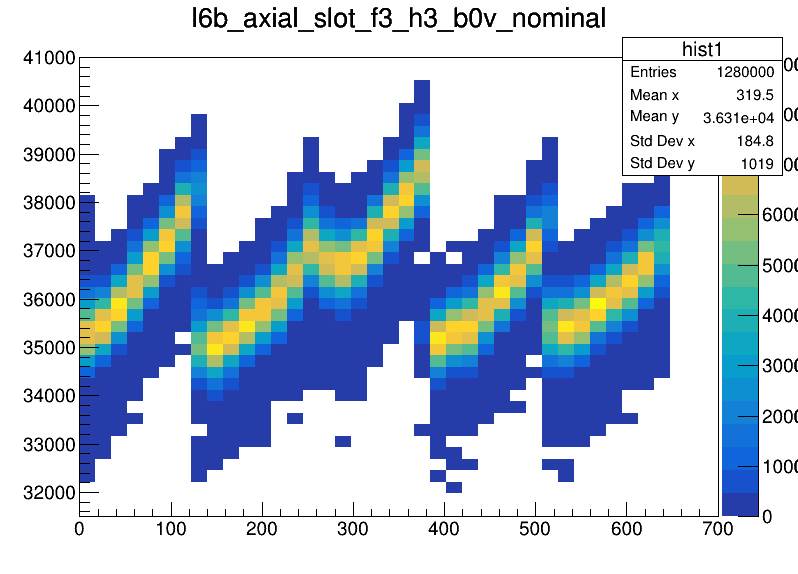 l6b_axial_slot_f3_h3_b0v_nominal
hist1
Entries 1280000
Mean x 319.5
Mean y 3.631e+04
Std Dev x 184.8
Std Dev y 1019
41000
40000
39000
38000
37000
36000
35000
34000
33000
32000
0 100 200 300 400 500 600 700
6000
5000
4000
3000
2000
1000
0